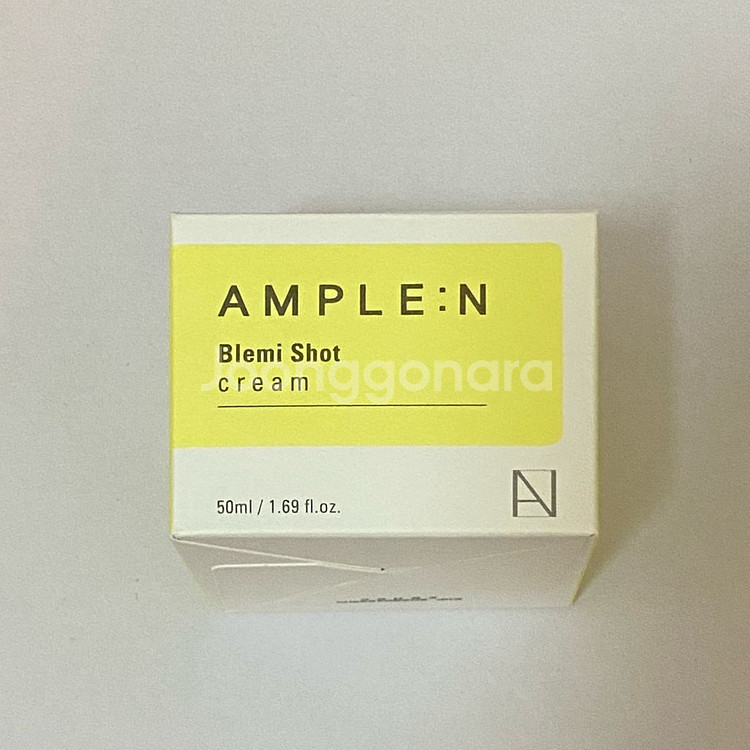 AMPLE:N
Blemi Shot
Joonggonara
cream
50ml / 1.69 fl.oz.